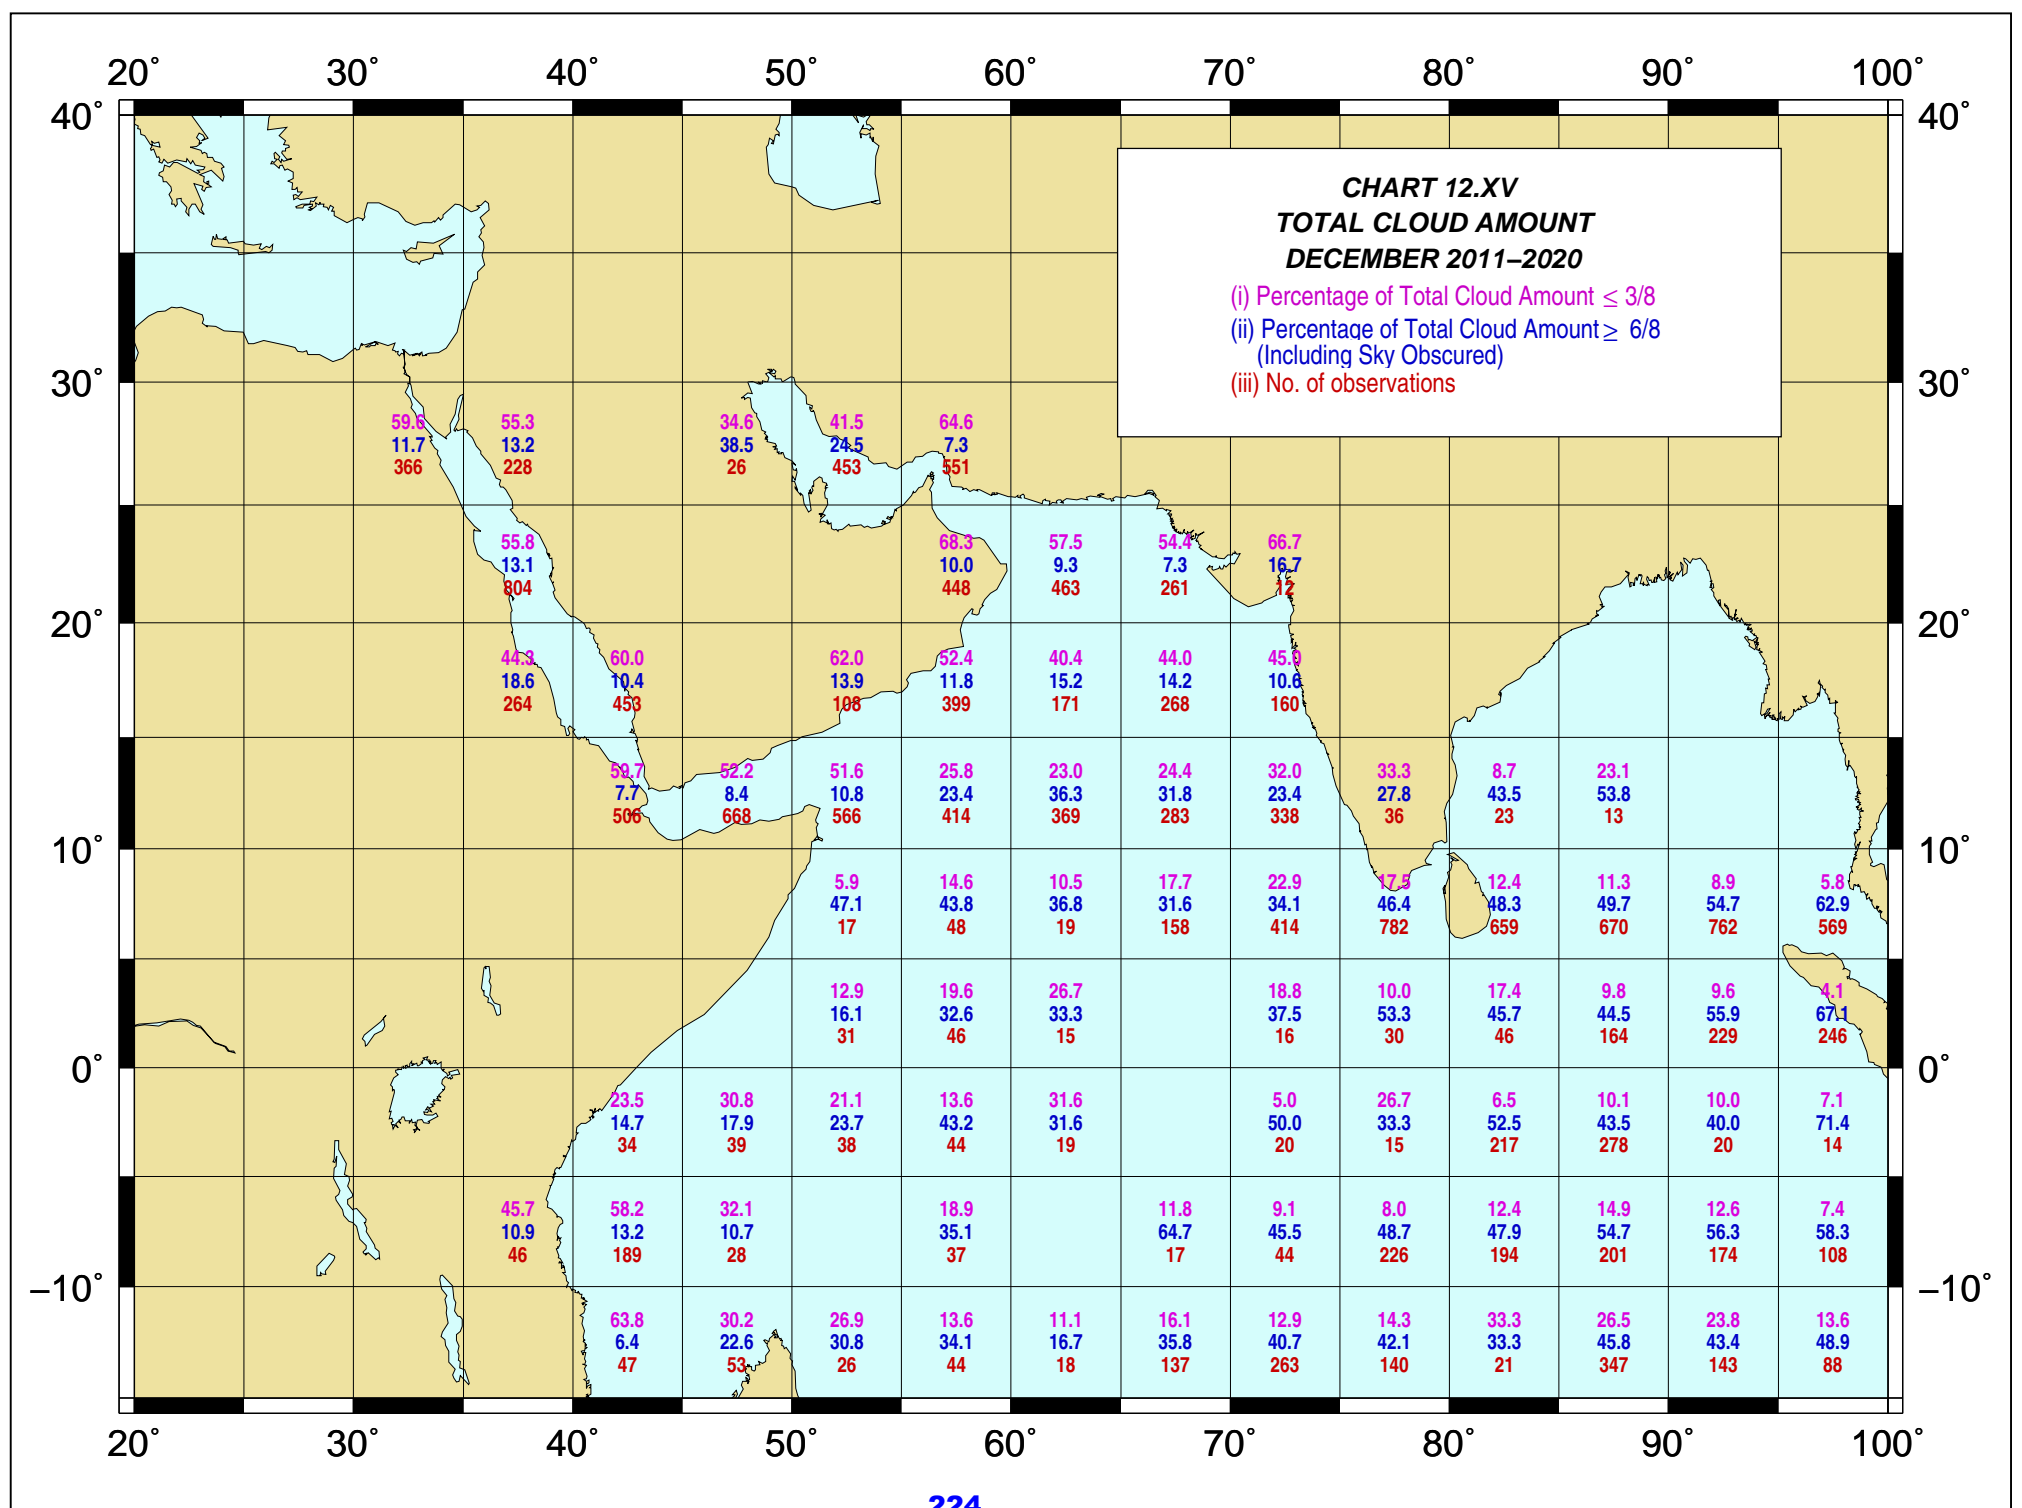 20° 30° 40° 50° 60° 70° 80° 90° 100°
40° 40°
CHART 12.XV
TOTAL CLOUD AMOUNT
DECEMBER 2011–2020
(i) Percentage of Total Cloud Amount ≤ 3/8
(ii) Percentage of Total Cloud Amount ≥ 6/8
(Including Sky Obscured)
(iii) No. of observations
30° 30°
59.6 55.3 34.6 41.5 64.6
11.7 13.2 38.5 24.5 7.3
366 228 26 453 551
55.8 68.3 57.5 54.4 66.7
13.1 10.0 9.3 7.3 16.7
804 448 463 261 12
20° 20°
44.3 60.0 62.0 52.4 40.4 44.0 45.0
18.6 10.4 13.9 11.8 15.2 14.2 10.6
264 453 108 399 171 268 160
59.7 52.2 51.6 25.8 23.0 24.4 32.0 33.3 8.7 23.1
7.7 8.4 10.8 23.4 36.3 31.8 23.4 27.8 43.5 53.8
506 668 566 414 369 283 338 36 23 13
10° 10°
5.9 14.6 10.5 17.7 22.9 17.5 12.4 11.3 8.9 5.8
47.1 43.8 36.8 31.6 34.1 46.4 48.3 49.7 54.7 62.9
17 48 19 158 414 782 659 670 762 569
12.9 19.6 26.7 18.8 10.0 17.4 9.8 9.6 4.1
16.1 32.6 33.3 37.5 53.3 45.7 44.5 55.9 67.1
31 46 15 16 30 46 164 229 246
0° 0°
23.5 30.8 21.1 13.6 31.6 5.0 26.7 6.5 10.1 10.0 7.1
14.7 17.9 23.7 43.2 31.6 50.0 33.3 52.5 43.5 40.0 71.4
34 39 38 44 19 20 15 217 278 20 14
45.7 58.2 32.1 18.9 11.8 9.1 8.0 12.4 14.9 12.6 7.4
10.9 13.2 10.7 35.1 64.7 45.5 48.7 47.9 54.7 56.3 58.3
46 189 28 37 17 44 226 194 201 174 108
–10° –10°
63.8 30.2 26.9 13.6 11.1 16.1 12.9 14.3 33.3 26.5 23.8 13.6
6.4 22.6 30.8 34.1 16.7 35.8 40.7 42.1 33.3 45.8 43.4 48.9
47 53 26 44 18 137 263 140 21 347 143 88
20° 30° 40° 50° 60° 70° 80° 90° 100°
224